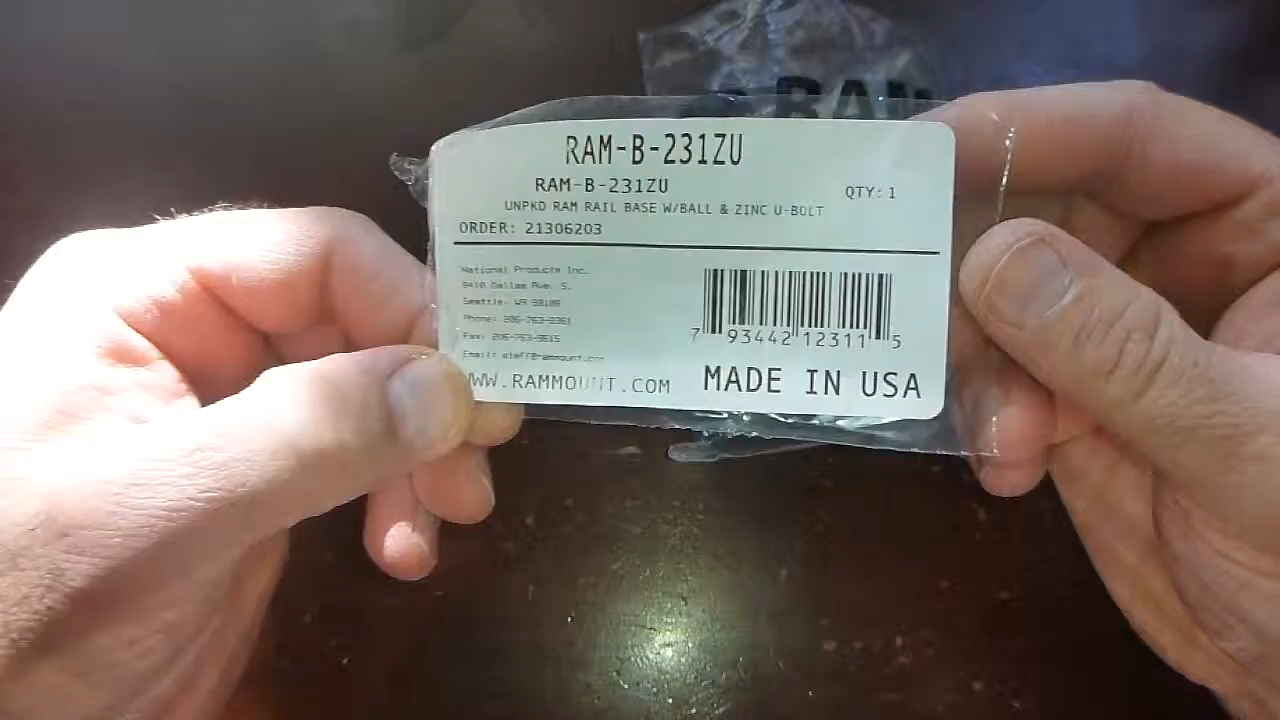 RAM
RAM-B-231ZU
RAM-B-231ZU
QTY: 1
UNPKD RAM RAIL BASE W/BALL & ZINC U-BOLT
ORDER: 21306203
National Products Inc.
8410 Dallas Ave. S.
Seattle, WA 98108
Phone: 206-763-8361
Fax: 206-763-9615
Email:
WWW.RAMMOUNT.COM
7 93442 12311 5
MADE IN USA